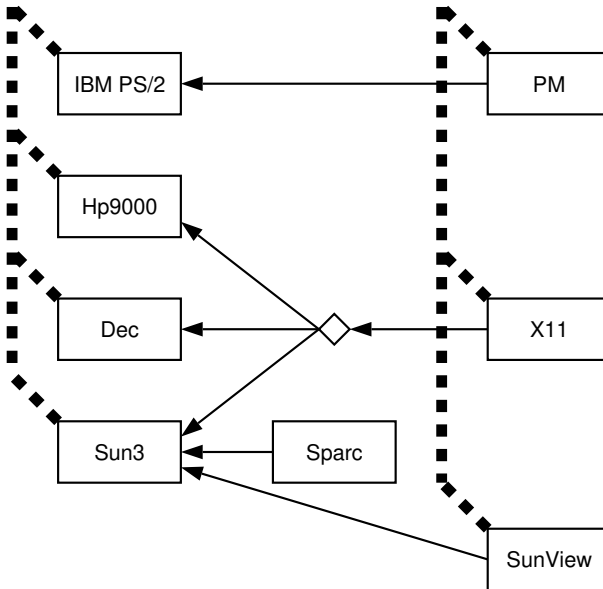 IBM PS/2
PM
Hp9000
Dec
X11
Sun3
Sparc
SunView